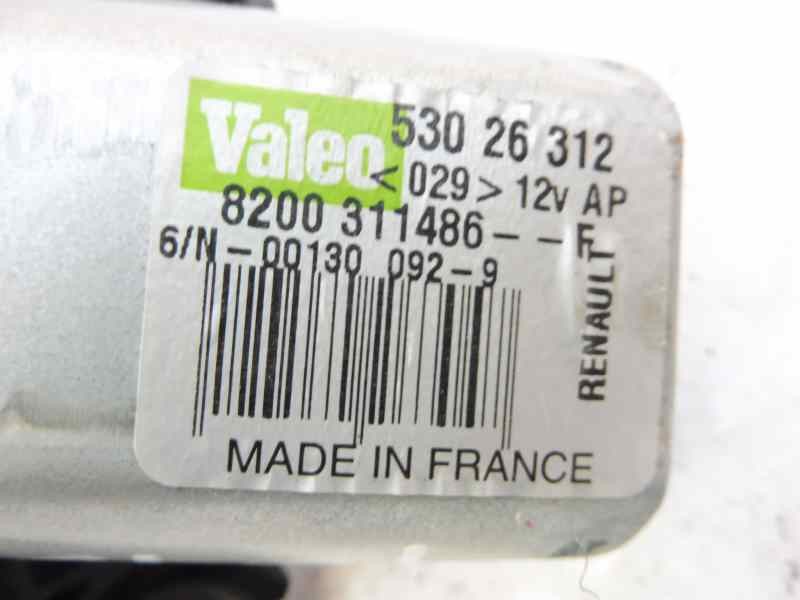 Valeo 530 26 312
<029> 12V AP
8200 311486--F
6/N-00130 092-9
RENAULT
MADE IN FRANCE